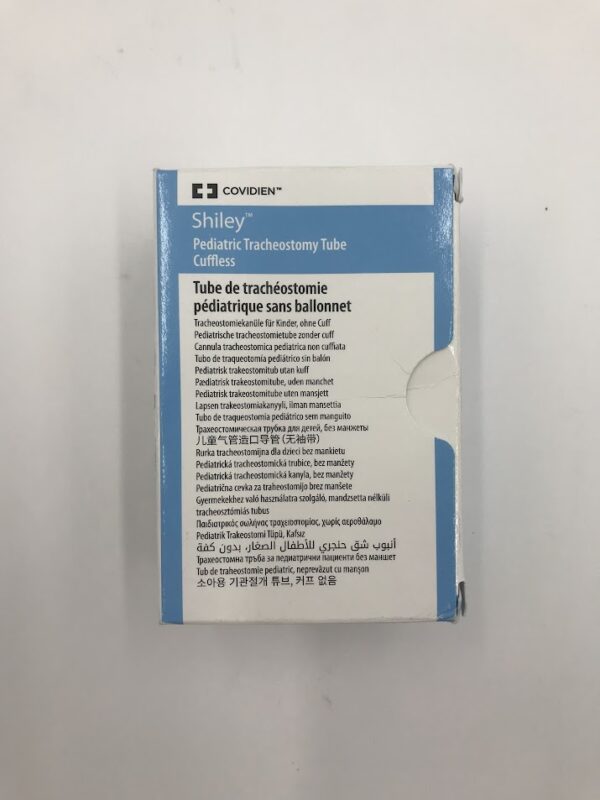 COVIDIEN™
Shiley™
Pediatric Tracheostomy Tube
Cuffless
Tube de trachéostomie
pédiatrique sans ballonnet
Tracheostomiekanüle für Kinder, ohne Cuff
Pediatrische tracheostomietube zonder cuff
Cannula tracheostomica pediatrica non cuffiata
Tubo de traqueotomía pediátrico sin balón
Pediatrisk trakeostomitub utan kuff
Pædiatrisk trakeostomitube, uden manchet
Pediatrisk trakeostomitube uten mansjett
Lapsen trakeostomiakanyyli, ilman mansettia
Tubo de traqueostomia pediátrico sem manguito
Трахеостомическая трубка для детей, без манжеты
儿童气管造口导管 (无袖带)
Rurka tracheostomijna dla dzieci bez mankietu
Pediatrická tracheostomická trubice, bez manžety
Pediatrická tracheostomická kanyla, bez manžety
Pediatrična cevka za traheostomijo brez manšete
Gyermekekhez való használatra szolgáló, mandzsetta nélküli
tracheosztómiás tubus
Παιδιατρικός σωλήνας τραχειοστομίας, χωρίς αεροθάλαμο
Pediatrik Trakeostomi Tüpü, Kafsız
أنبوب شق حنجري للأطفال الصغار، بدون كفة
Трахеостомна тръба за педиатрични пациенти без маншет
Tub de traheostomie pediatric, neprevăzut cu manșon
소아용 기관절개 튜브, 커프 없음